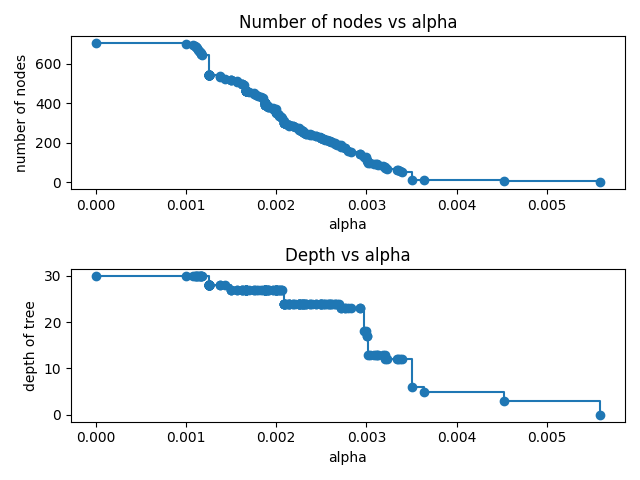 Number of nodes vs alpha
number of nodes
600
400
200
0
0.000 0.001 0.002 0.003 0.004 0.005
alpha
Depth vs alpha
depth of tree
30
20
10
0
0.000 0.001 0.002 0.003 0.004 0.005
alpha